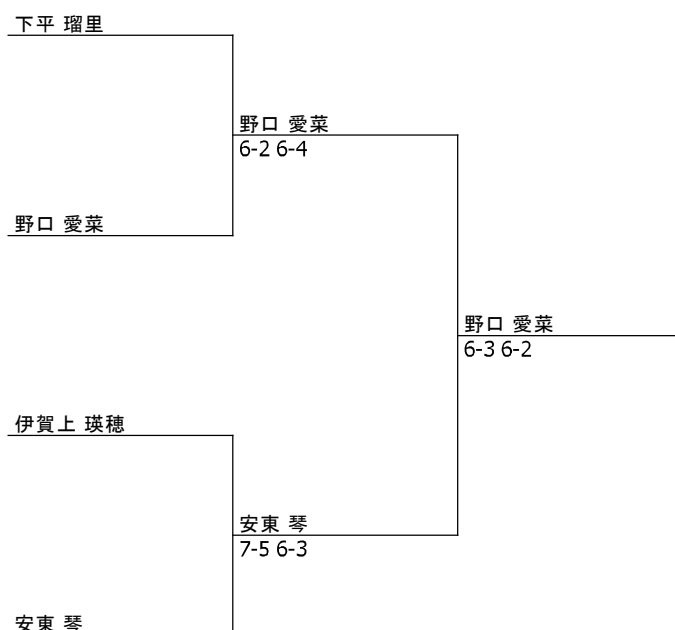 下平 瑠里
野口 愛菜
6-2 6-4
野口 愛菜
野口 愛菜
6-3 6-2
伊賀上 瑛穂
安東 琴
7-5 6-3
安東 琴